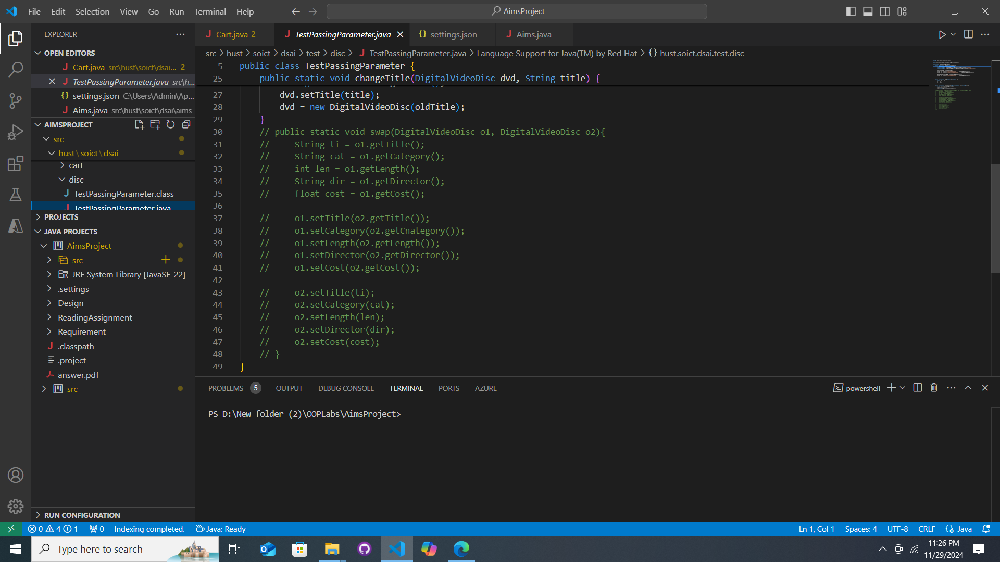 File Edit Selection View Go Run Terminal Help
AimsProject
EXPLORER
OPEN EDITORS
Cart.java src\hust\soict\dsai... 2
TestPassingParameter.java src\h...
settings.json C:\Users\Admin\Ap...
Aims.java src\hust\soict\dsai\aims
AIMSPROJECT
src
hust\soict\dsai
cart
disc
TestPassingParameter.class
TestPassingParameter.java
PROJECTS
JAVA PROJECTS
AimsProject
src
JRE System Library [JavaSE-22]
.settings
Design
ReadingAssignment
Requirement
.classpath
.project
answer.pdf
src
RUN CONFIGURATION
Cart.java 2 TestPassingParameter.java settings.json Aims.java
src > hust > soict > dsai > test > disc > TestPassingParameter.java > Language Support for Java(TM) by Red Hat > {} hust.soict.dsai.test.disc
5 public class TestPassingParameter {
25 public static void changeTitle(DigitalVideoDisc dvd, String title) {
27 dvd.setTitle(title);
28 dvd = new DigitalVideoDisc(oldTitle);
29 }
30 // public static void swap(DigitalVideoDisc o1, DigitalVideoDisc o2){
31 // String ti = o1.getTitle();
32 // String cat = o1.getCategory();
33 // int len = o1.getLength();
34 // String dir = o1.getDirector();
35 // float cost = o1.getCost();
36
37 // o1.setTitle(o2.getTitle());
38 // o1.setCategory(o2.getCnategory());
39 // o1.setLength(o2.getLength());
40 // o1.setDirector(o2.getDirector());
41 // o1.setCost(o2.getCost());
42
43 // o2.setTitle(ti);
44 // o2.setCategory(cat);
45 // o2.setLength(len);
46 // o2.setDirector(dir);
47 // o2.setCost(cost);
48 // }
49 }
PROBLEMS 5 OUTPUT DEBUG CONSOLE TERMINAL PORTS AZURE
powershell
PS D:\New folder (2)\OOPLabs\AimsProject>
0 4 1 0 Indexing completed. Java: Ready
Ln 1, Col 1 Spaces: 4 UTF-8 CRLF Java
Type here to search
11:26 PM
11/29/2024